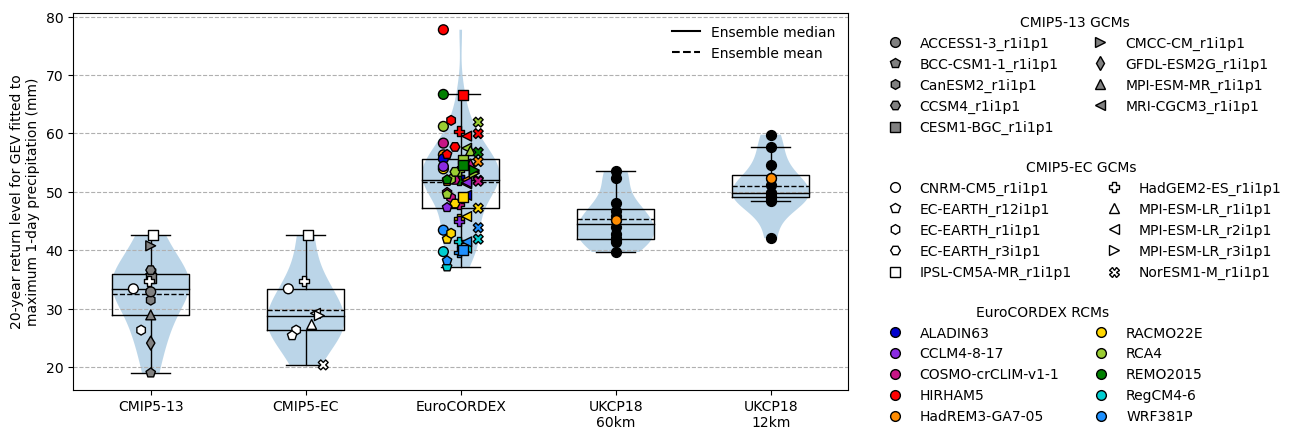 20-year return level for GEV fitted to
maximum 1-day precipitation (mm)
80
70
60
50
40
30
20
Ensemble median
Ensemble mean
CMIP5-13
CMIP5-EC
EuroCORDEX
UKCP18
60km
UKCP18
12km
CMIP5-13 GCMs
ACCESS1-3_r1i1p1
BCC-CSM1-1_r1i1p1
CanESM2_r1i1p1
CCSM4_r1i1p1
CESM1-BGC_r1i1p1
CMCC-CM_r1i1p1
GFDL-ESM2G_r1i1p1
MPI-ESM-MR_r1i1p1
MRI-CGCM3_r1i1p1
CMIP5-EC GCMs
CNRM-CM5_r1i1p1
EC-EARTH_r12i1p1
EC-EARTH_r1i1p1
EC-EARTH_r3i1p1
IPSL-CM5A-MR_r1i1p1
HadGEM2-ES_r1i1p1
MPI-ESM-LR_r1i1p1
MPI-ESM-LR_r2i1p1
MPI-ESM-LR_r3i1p1
NorESM1-M_r1i1p1
EuroCORDEX RCMs
ALADIN63
CCLM4-8-17
COSMO-crCLIM-v1-1
HIRHAM5
HadREM3-GA7-05
RACMO22E
RCA4
REMO2015
RegCM4-6
WRF381P